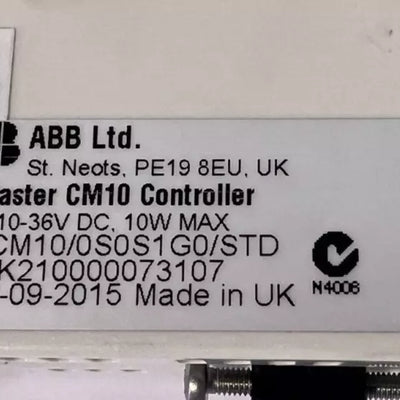 ABB Ltd.
St. Neots, PE19 8EU, UK
aster CM10 Controller
10-36V DC, 10W MAX
CM10/0S0S1G0/STD
K210000073107
-09-2015 Made in UK
N4006